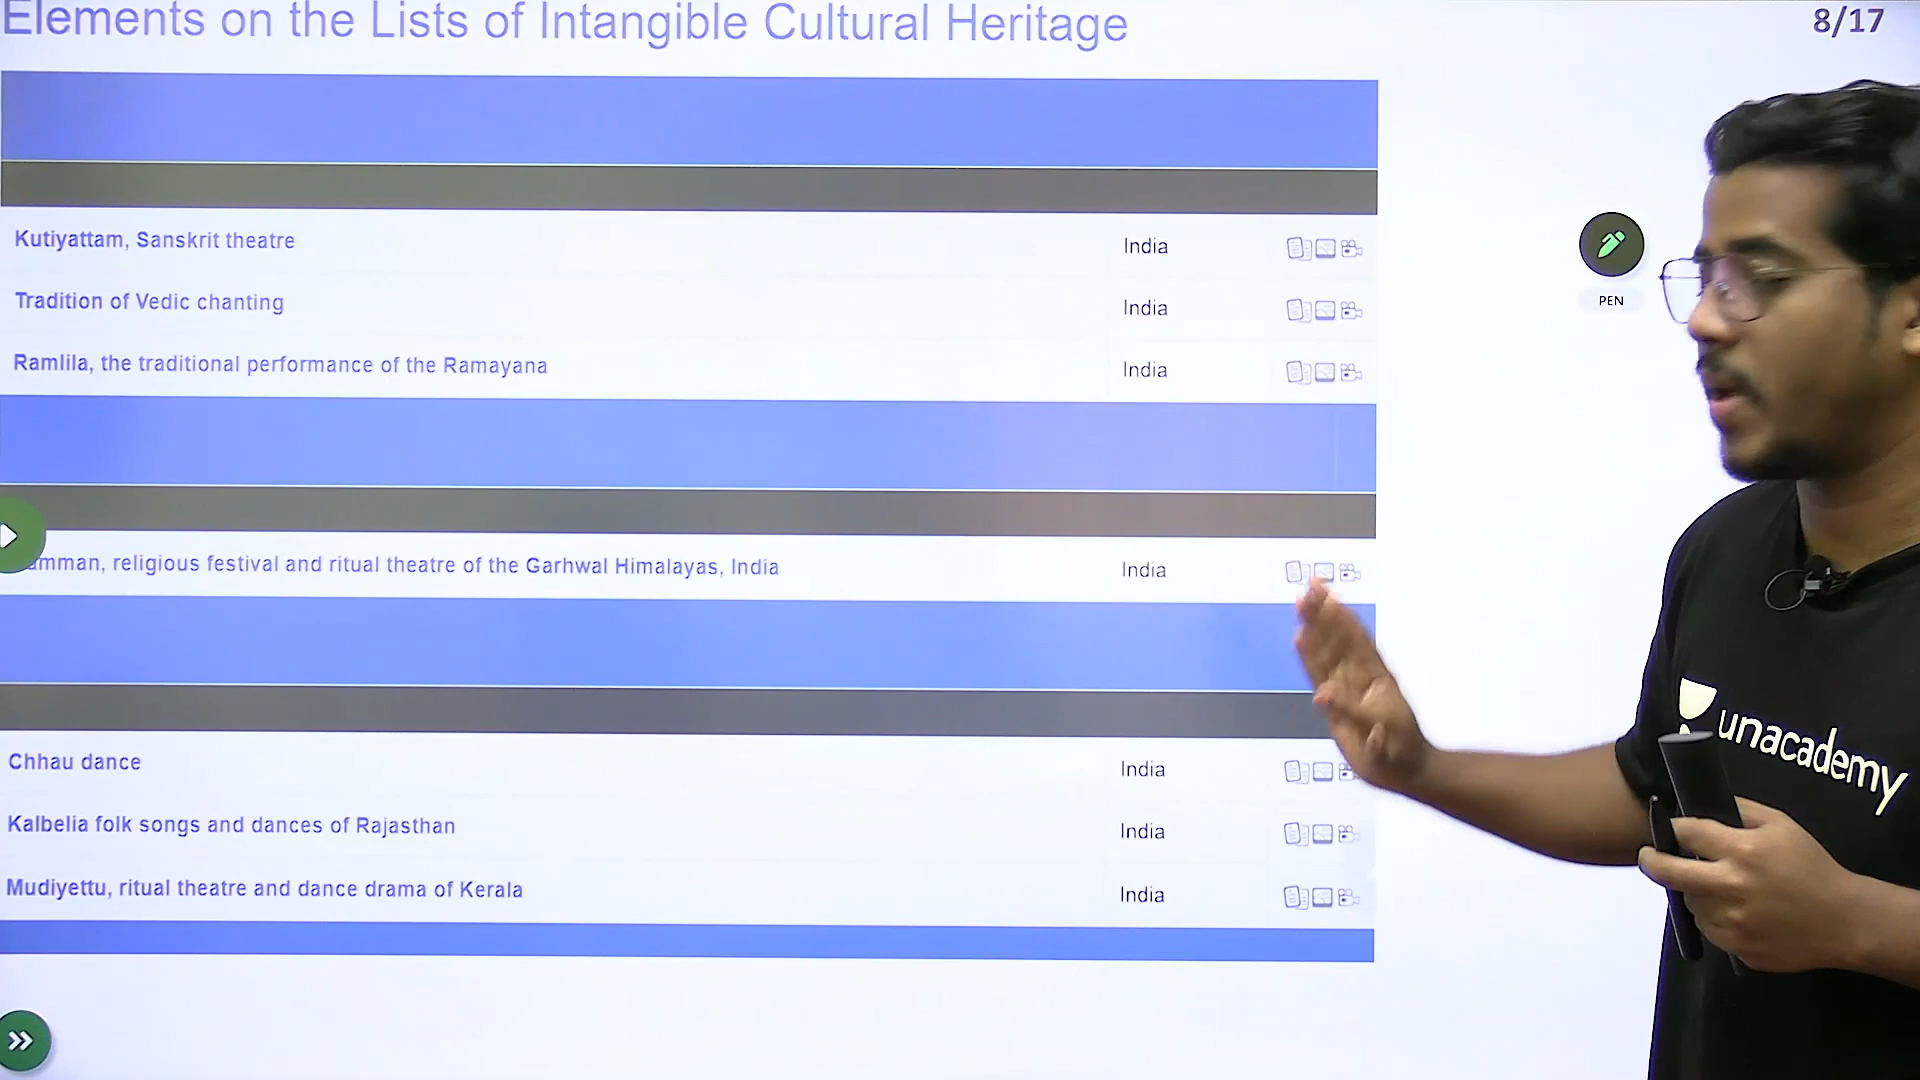 Elements on the Lists of Intangible Cultural Heritage
8/17
Kutiyattam, Sanskrit theatre India
Tradition of Vedic chanting India
Ramlila, the traditional performance of the Ramayana India
PEN
amman, religious festival and ritual theatre of the Garhwal Himalayas, India India
Chhau dance India
Kalbelia folk songs and dances of Rajasthan India
Mudiyettu, ritual theatre and dance drama of Kerala India
unacademy